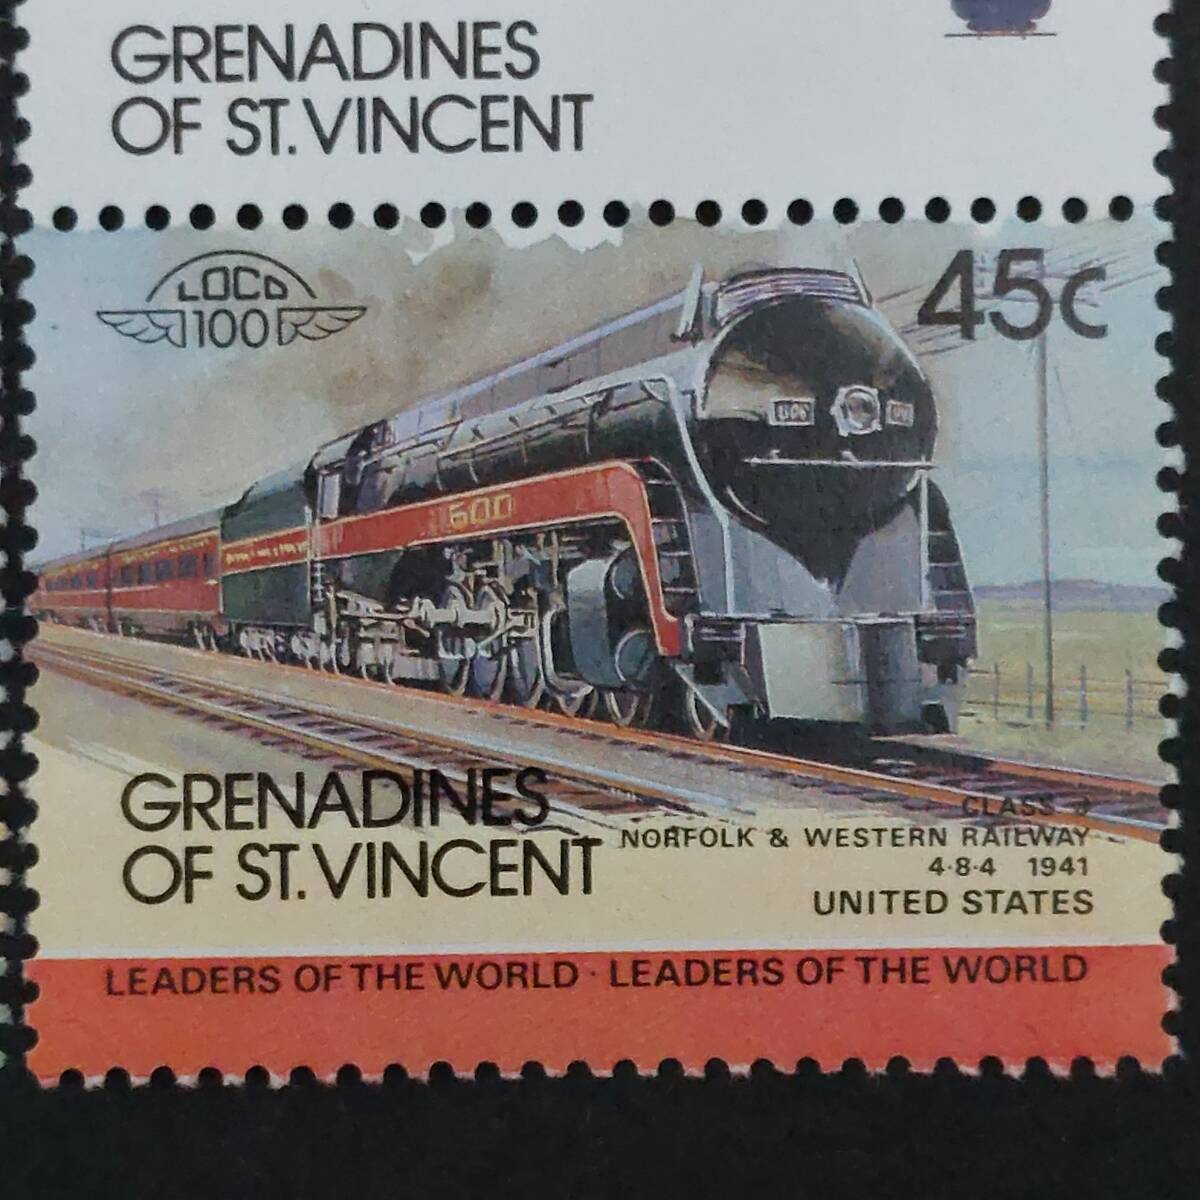 GRENADINES
OF ST. VINCENT
LOCO
100
45c
600
GRENADINES
OF ST. VINCENT
CLASS J
NORFOLK & WESTERN RAILWAY
4·8·4 1941
UNITED STATES
LEADERS OF THE WORLD · LEADERS OF THE WORLD